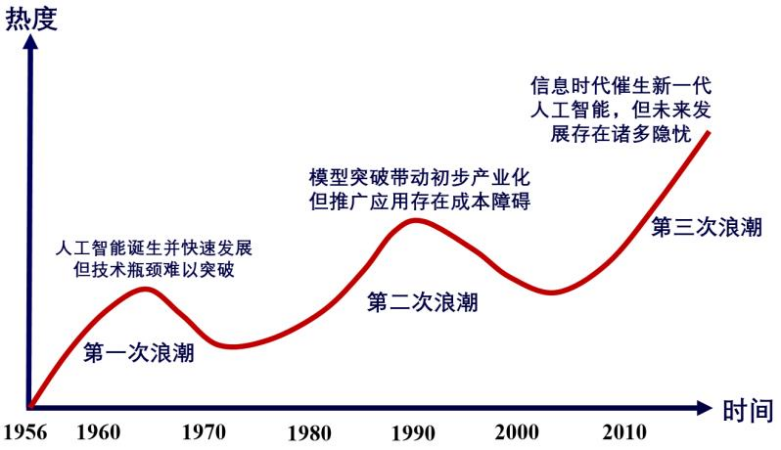 热度
信息时代催生新一代
人工智能，但未来发
展存在诸多隐忧
模型突破带动初步产业化
但推广应用存在成本障碍
人工智能诞生并快速发展
但技术瓶颈难以突破
第三次浪潮
第二次浪潮
第一次浪潮
时间
1956 1960 1970 1980 1990 2000 2010